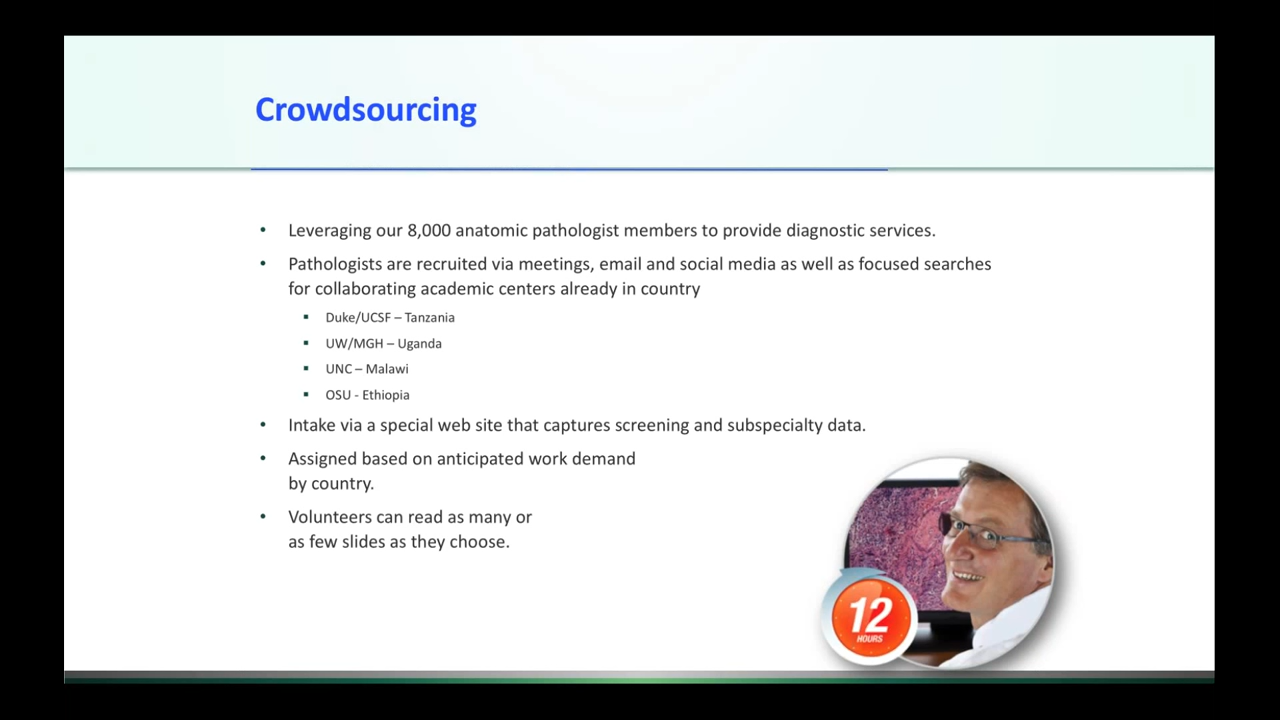 Crowdsourcing
• Leveraging our 8,000 anatomic pathologist members to provide diagnostic services.
• Pathologists are recruited via meetings, email and social media as well as focused searches
for collaborating academic centers already in country
▪ Duke/UCSF – Tanzania
▪ UW/MGH – Uganda
▪ UNC – Malawi
▪ OSU - Ethiopia
• Intake via a special web site that captures screening and subspecialty data.
• Assigned based on anticipated work demand
by country.
• Volunteers can read as many or
as few slides as they choose.
12
HOURS